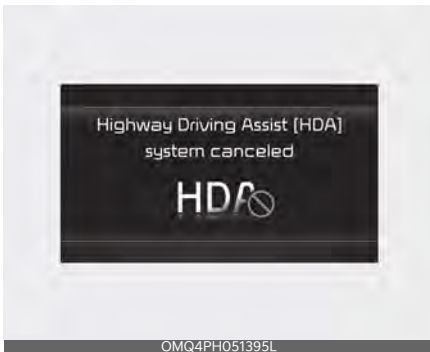 Highway Driving Assist [HDA]
system canceled
HDA
OMQ4PH051395L